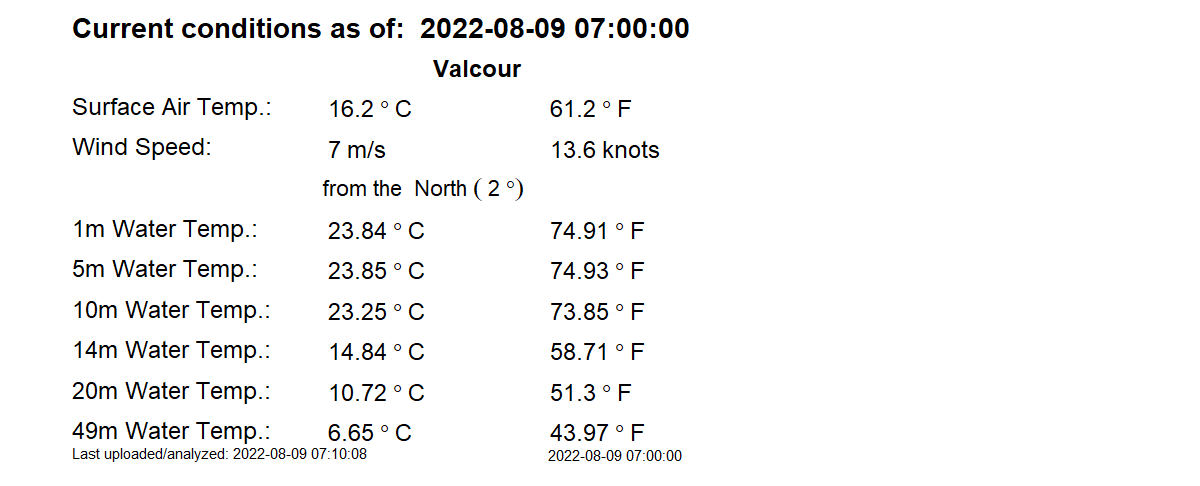 Current conditions as of: 2022-08-09 07:00:00
Valcour
Surface Air Temp.: 16.2 ° C 61.2 ° F
Wind Speed: 7 m/s 13.6 knots
from the North ( 2 °)
1m Water Temp.: 23.84 ° C 74.91 ° F
5m Water Temp.: 23.85 ° C 74.93 ° F
10m Water Temp.: 23.25 ° C 73.85 ° F
14m Water Temp.: 14.84 ° C 58.71 ° F
20m Water Temp.: 10.72 ° C 51.3 ° F
49m Water Temp.: 6.65 ° C 43.97 ° F
Last uploaded/analyzed: 2022-08-09 07:10:08 2022-08-09 07:00:00